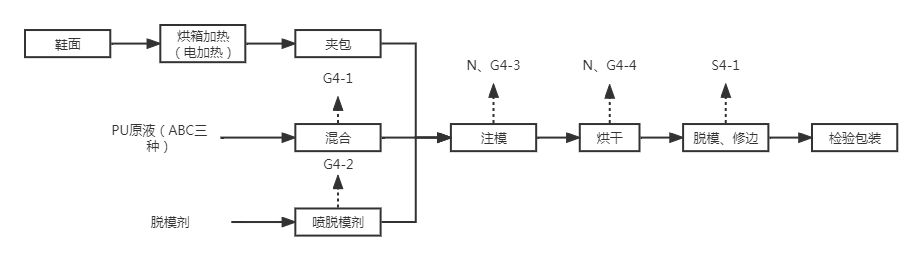 鞋面
烘箱加热
（电加热）
夹包
G4-1
N、G4-3
N、G4-4
S4-1
PU原液（ABC三
种）
混合
注模
烘干
脱模、修边
检验包装
G4-2
脱模剂
喷脱模剂